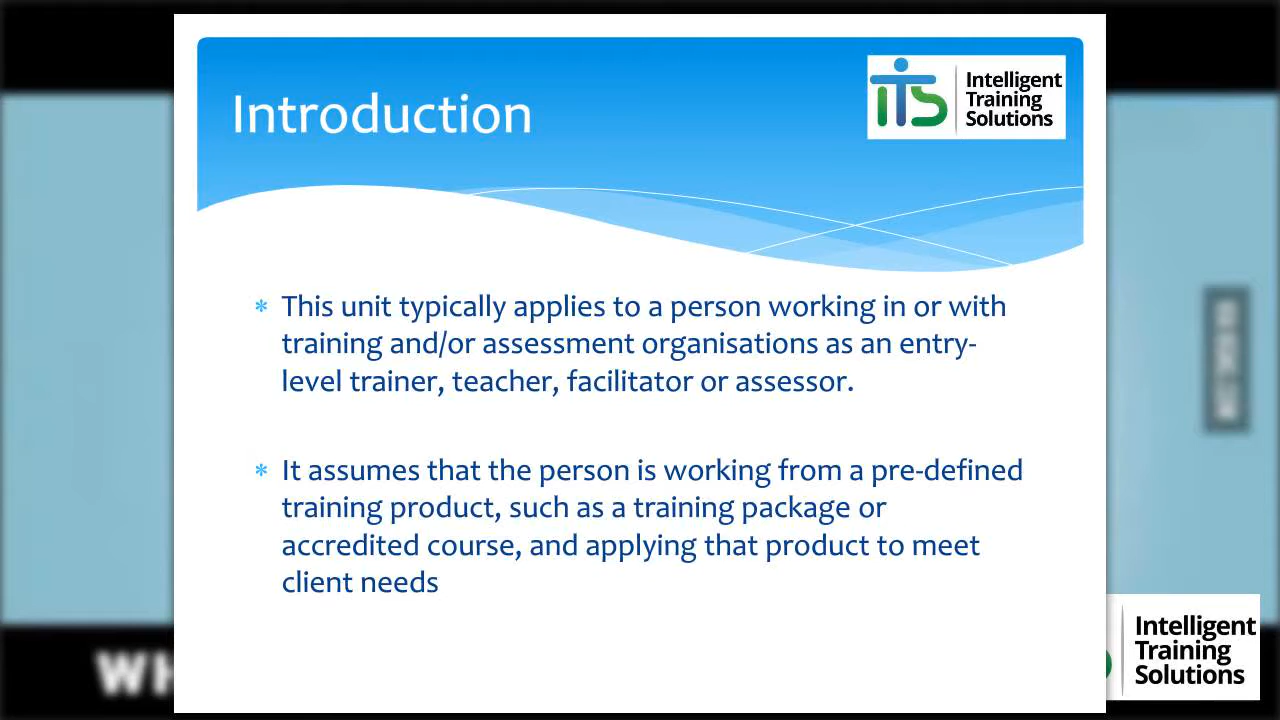 Introduction
iTS
Intelligent
Training
Solutions
* This unit typically applies to a person working in or with
training and/or assessment organisations as an entry-
level trainer, teacher, facilitator or assessor.
* It assumes that the person is working from a pre-defined
training product, such as a training package or
accredited course, and applying that product to meet
client needs
WH
Intelligent
Training
Solutions